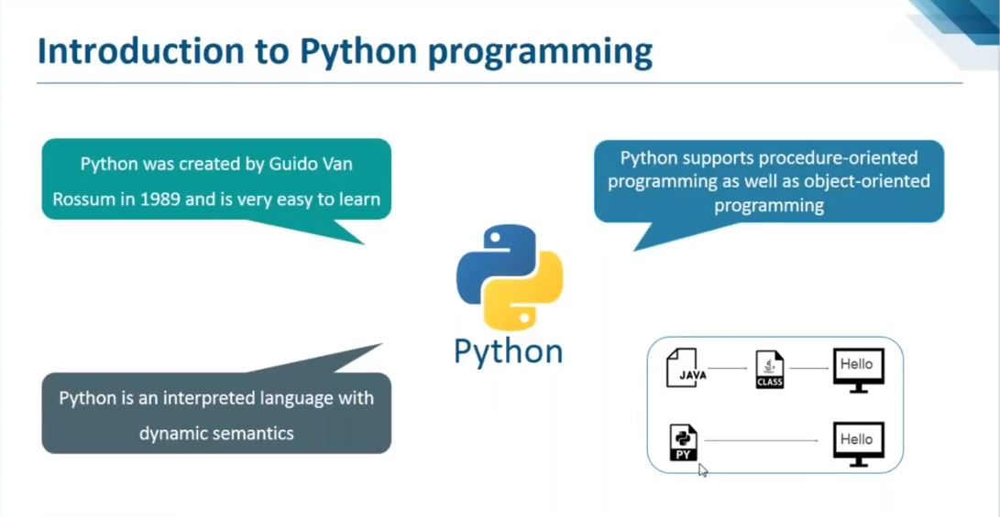 Introduction to Python programming
Python was created by Guido Van
Rossum in 1989 and is very easy to learn
Python supports procedure-oriented
programming as well as object-oriented
programming
Python
Python is an interpreted language with
dynamic semantics
JAVA
CLASS
Hello
PY
Hello